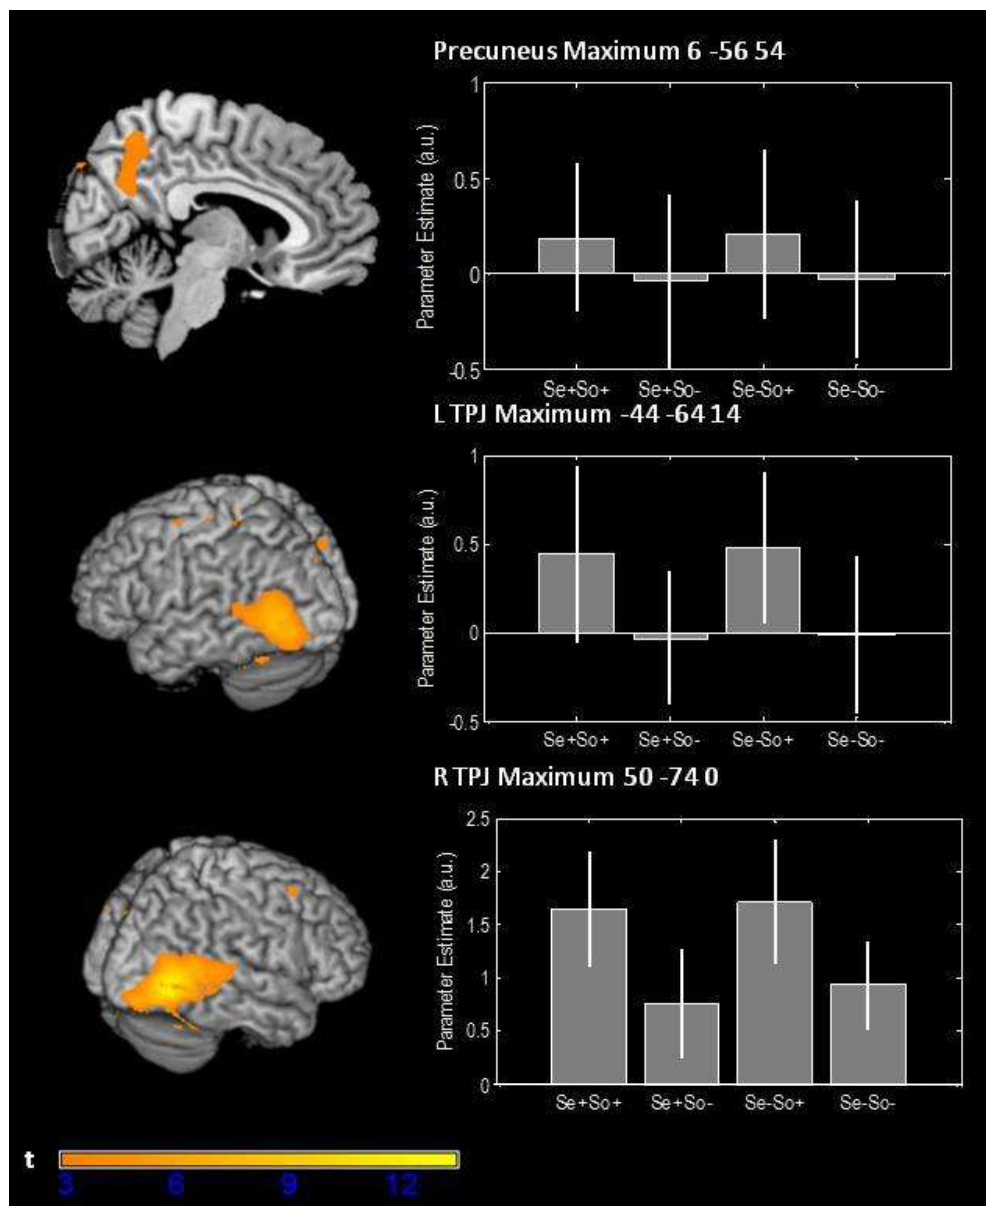 Precuneus Maximum 6 -56 54
1
0.5
0
-0.5
Parameter Estimate (a.u.)
Se+So+ Se+So- Se-So+ Se-So-
L TPJ Maximum -44 -64 14
1
0.5
0
-0.5
Parameter Estimate (a.u.)
Se+So+ Se+So- Se-So+ Se-So-
R TPJ Maximum 50 -74 0
2.5
2
1.5
1
0.5
0
Parameter Estimate (a.u.)
Se+So+ Se+So- Se-So+ Se-So-
t
3 6 9 12